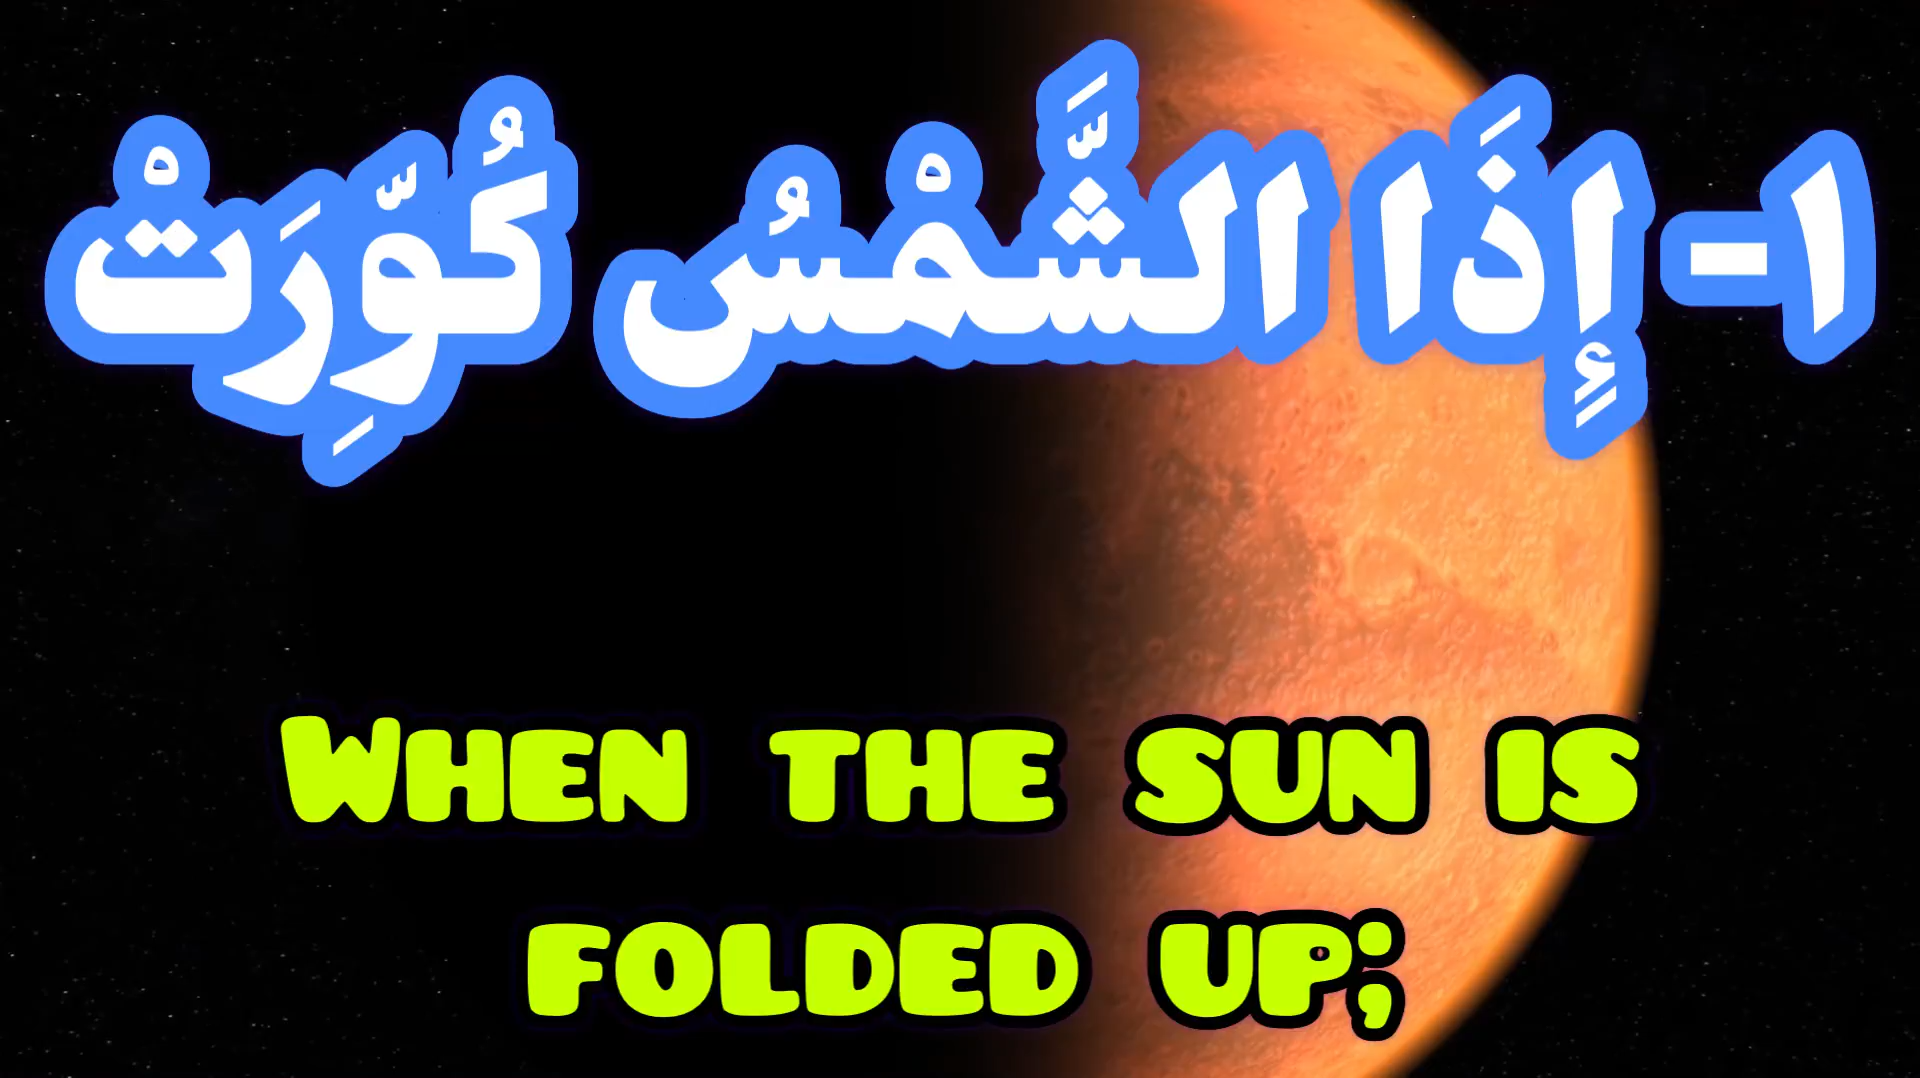 ١- إِذَا الشَّمْسُ كُوِّرَتْ
When the sun is
folded up;